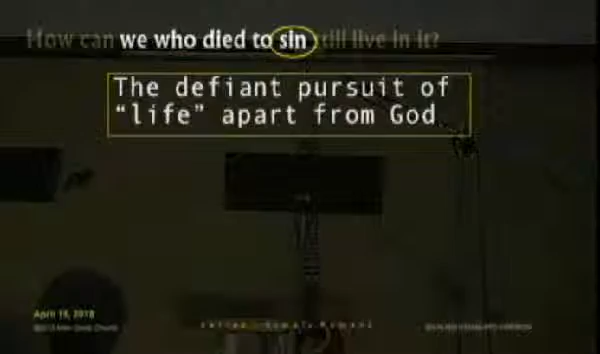 How can we who died to sin still live in it?
The defiant pursuit of
“life” apart from God
April 15, 2018